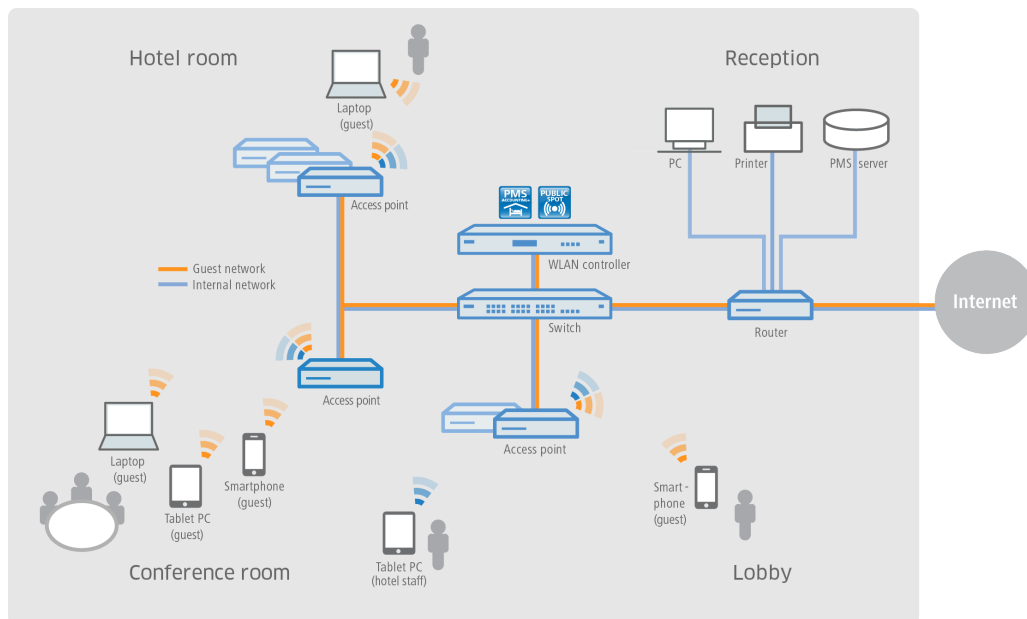 Hotel room
Reception
Laptop
(guest)
PC
Printer
PMS server
Access point
PMS
ACCOUNTING+
PUBLIC
SPOT
WLAN controller
Guest network
Internal network
Internet
Switch
Router
Access point
Access point
Laptop
(guest)
Smartphone
(guest)
Tablet PC
(guest)
Smart -
phone
(guest)
Tablet PC
(hotel staff)
Conference room
Lobby